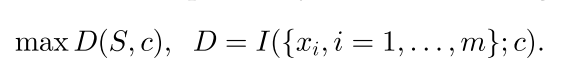 max D(S, c),  D = I({x_i, i = 1, . . . , m}; c).